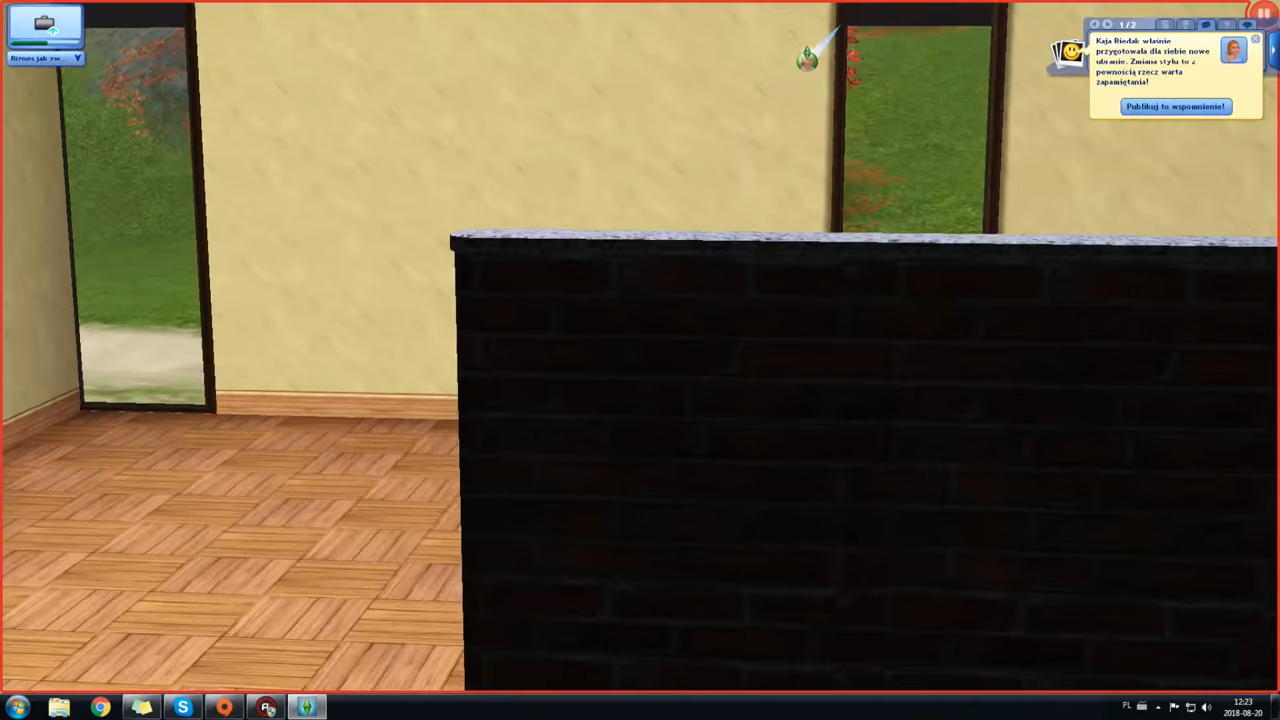 Biznes jak zw...
1/2
Kaja Biedak właśnie
przygotowała dla siebie nowe
ubranie. Zmiana stylu to z
pewnością rzecz warta
zapamiętania!
Publikuj to wspomnienie!
PL
12:23
2018-08-20